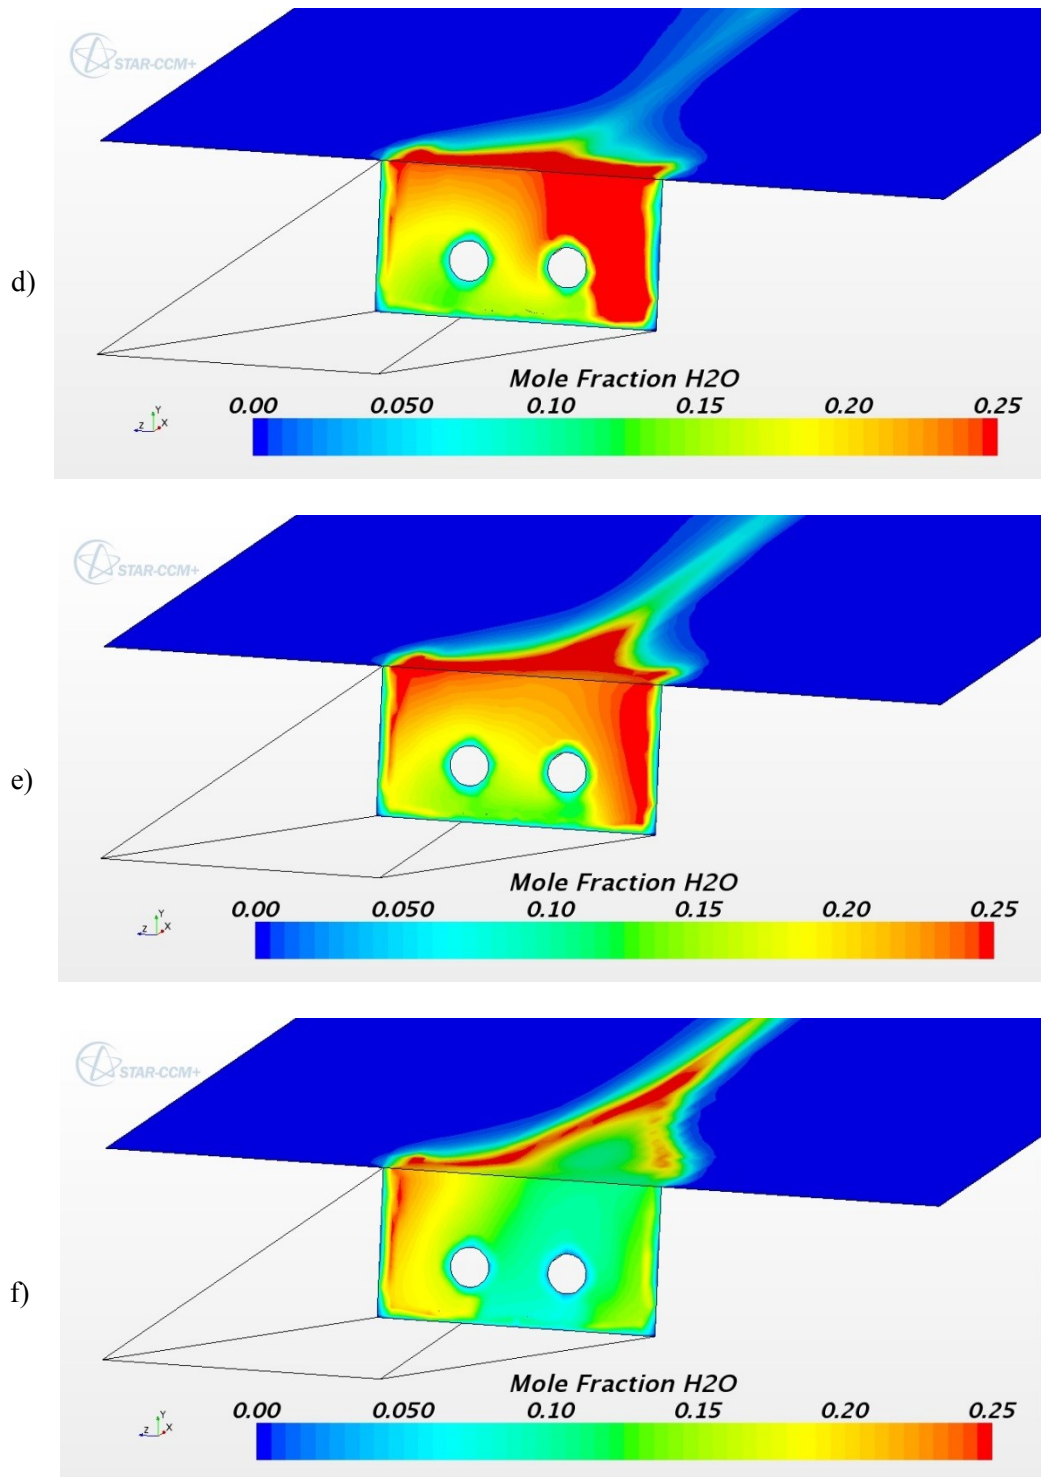 STAR-CCM+
d)
Mole Fraction H2O
0.00 0.050 0.10 0.15 0.20 0.25
Y
Z X
STAR-CCM+
e)
Mole Fraction H2O
0.00 0.050 0.10 0.15 0.20 0.25
Y
Z X
STAR-CCM+
f)
Mole Fraction H2O
0.00 0.050 0.10 0.15 0.20 0.25
Y
Z X